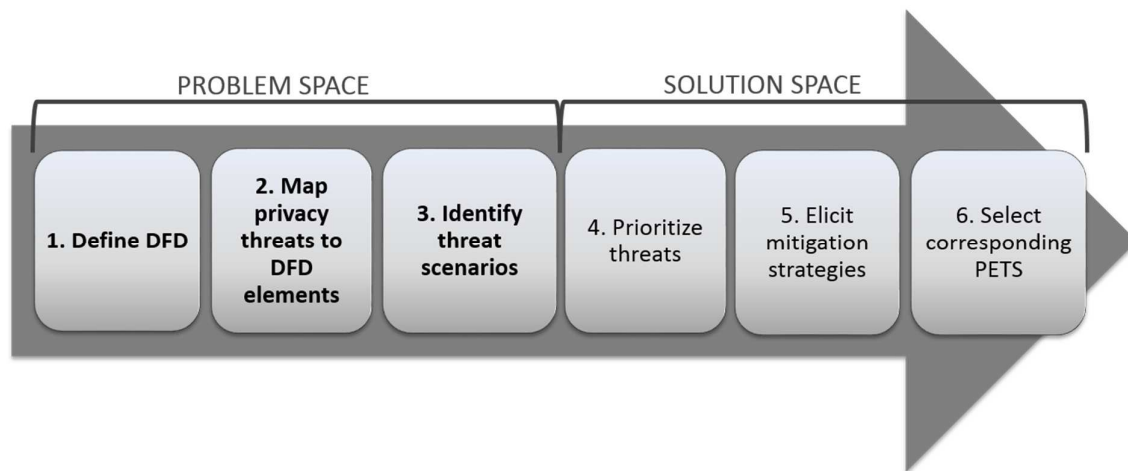 PROBLEM SPACE
SOLUTION SPACE
1. Define DFD
2. Map
privacy
threats to
DFD
elements
3. Identify
threat
scenarios
4. Prioritize
threats
5. Elicit
mitigation
strategies
6. Select
corresponding
PETS